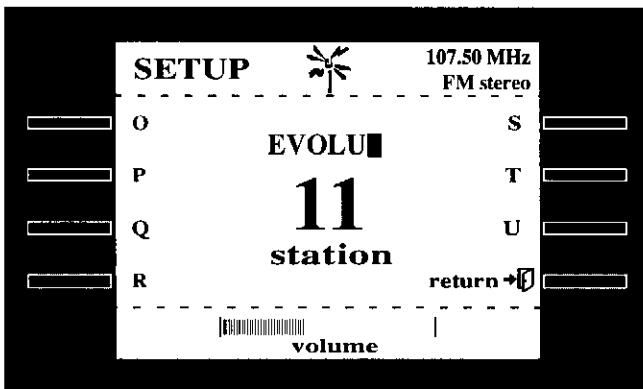 SETUP
107.50 MHz
FM stereo
O
S
EVOLU
P
T
11
Q
U
station
R
return
volume